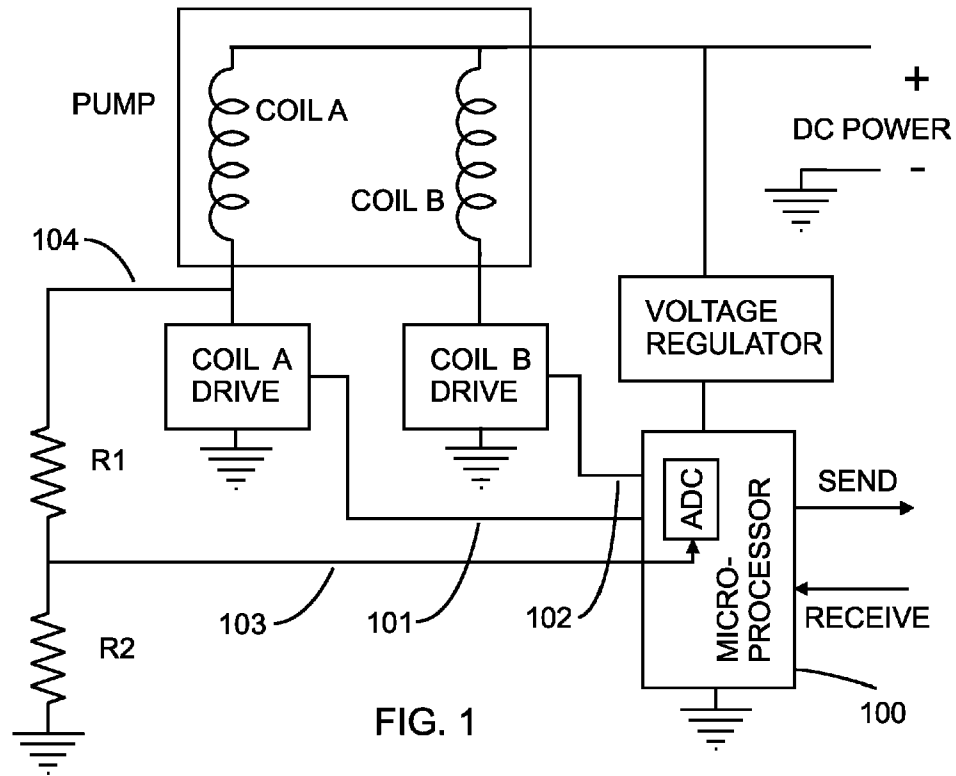 PUMP
COIL A
COIL B
+
DC POWER
-
104
COIL A
DRIVE
COIL B
DRIVE
VOLTAGE
REGULATOR
R1
ADC
MICRO-
PROCESSOR
SEND
RECEIVE
103
101
102
R2
100
FIG. 1